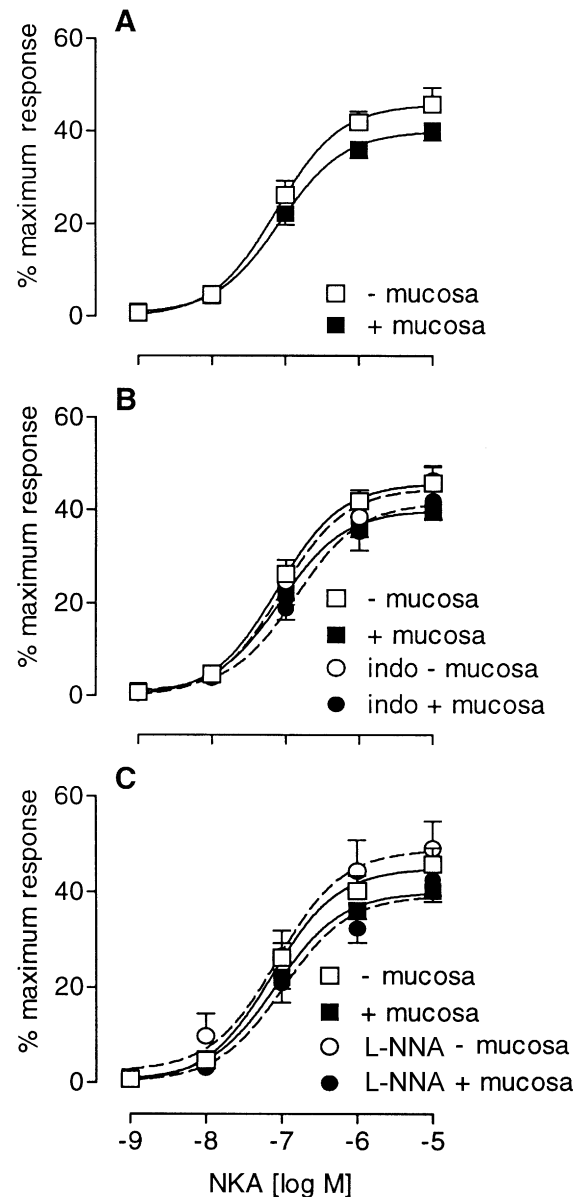 A
% maximum response
60
40
20
0
- mucosa
+ mucosa
B
% maximum response
60
40
20
0
- mucosa
+ mucosa
indo - mucosa
indo + mucosa
C
% maximum response
60
40
20
0
- mucosa
+ mucosa
L-NNA - mucosa
L-NNA + mucosa
-9 -8 -7 -6 -5
NKA [log M]